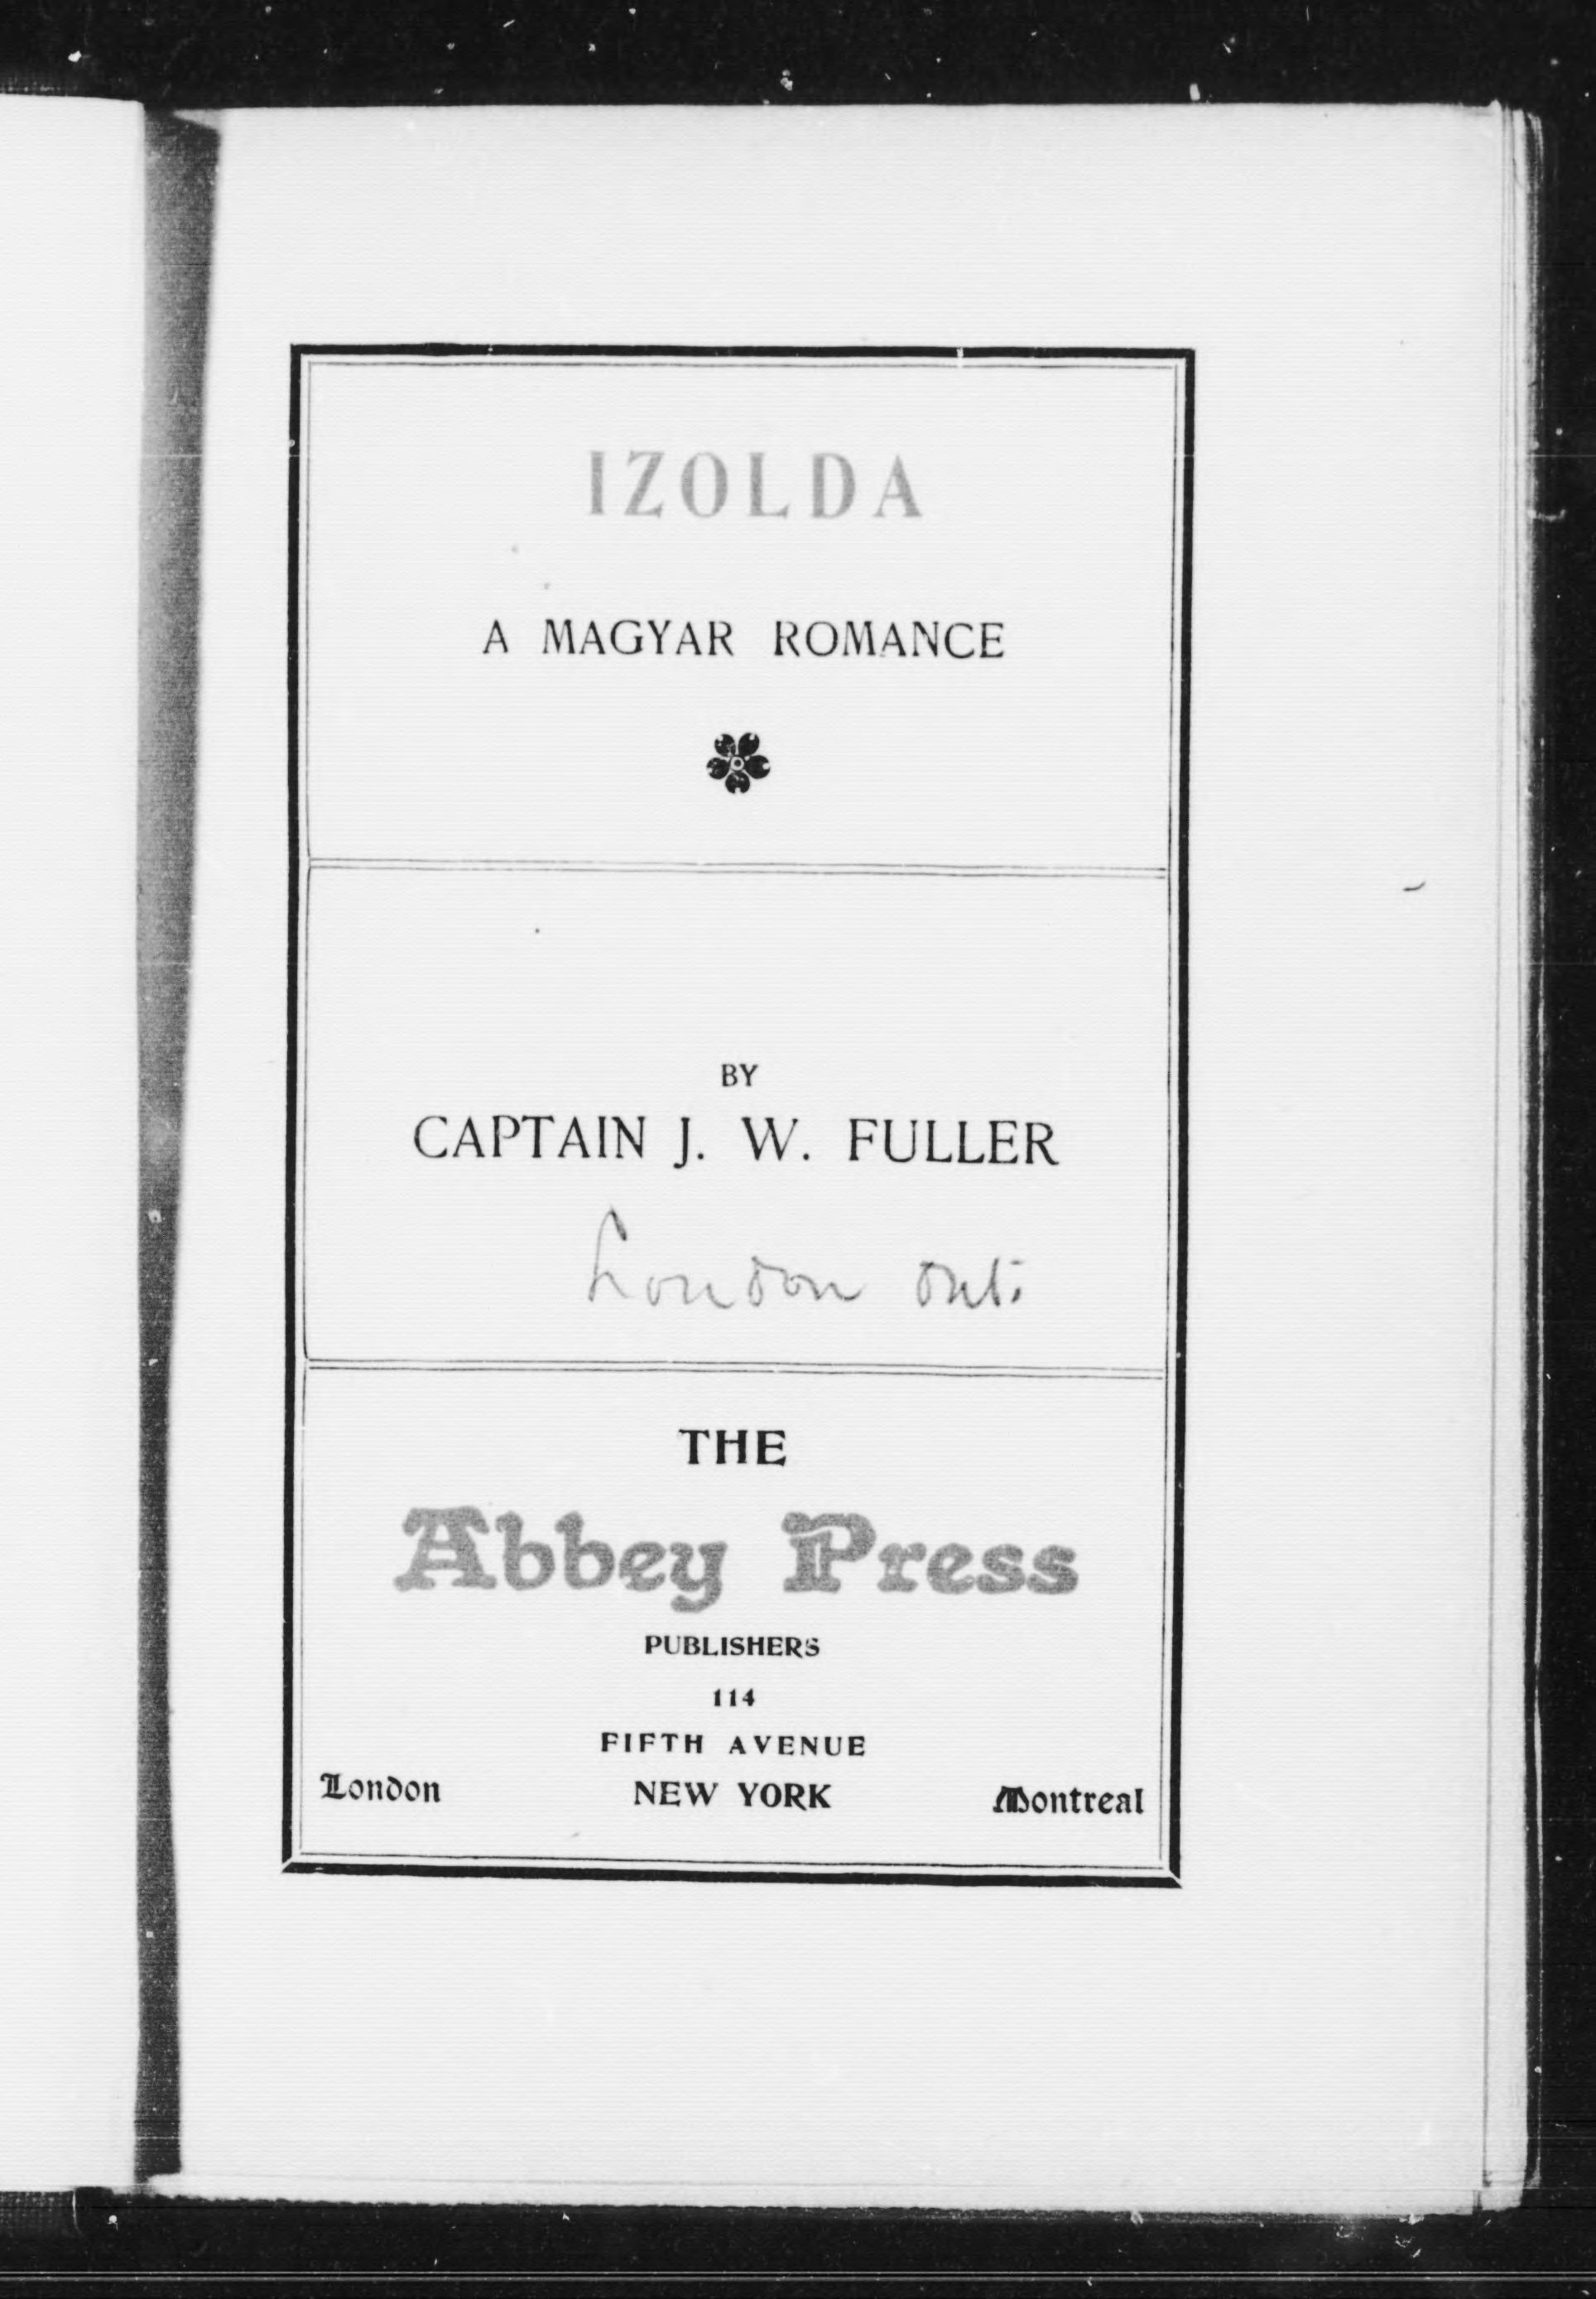 IZOLDA
A MAGYAR ROMANCE
BY
CAPTAIN J. W. FULLER
London Ont.
THE
Abbey Press
PUBLISHERS
114
FIFTH AVENUE
London NEW YORK Montreal